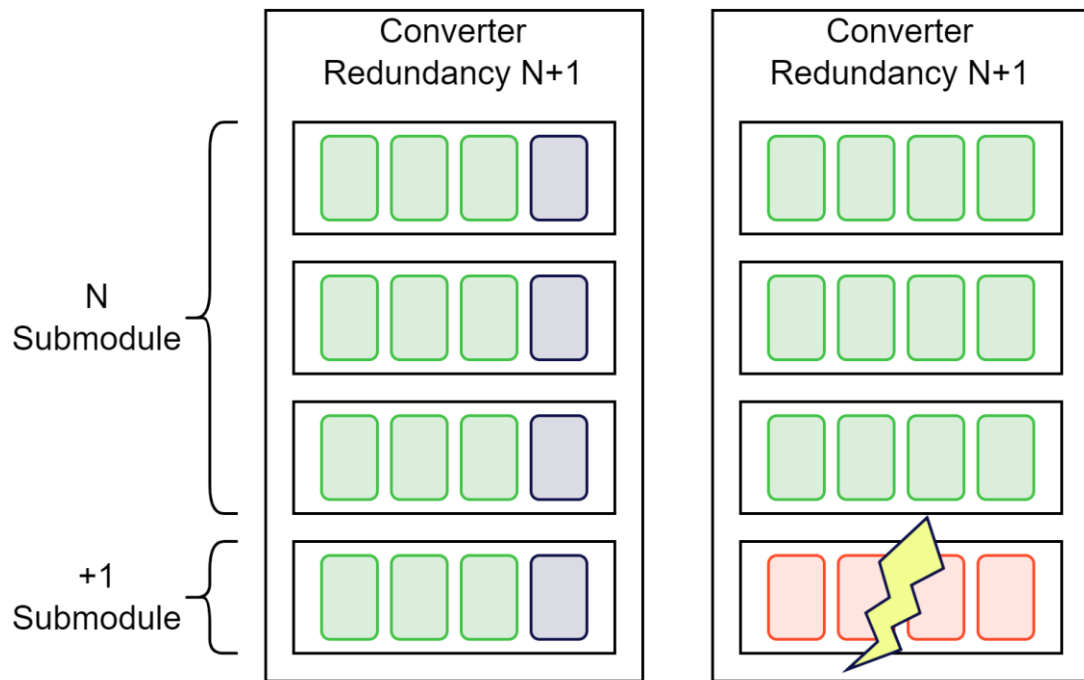 Converter
Redundancy N+1
Converter
Redundancy N+1
N
Submodule
+1
Submodule